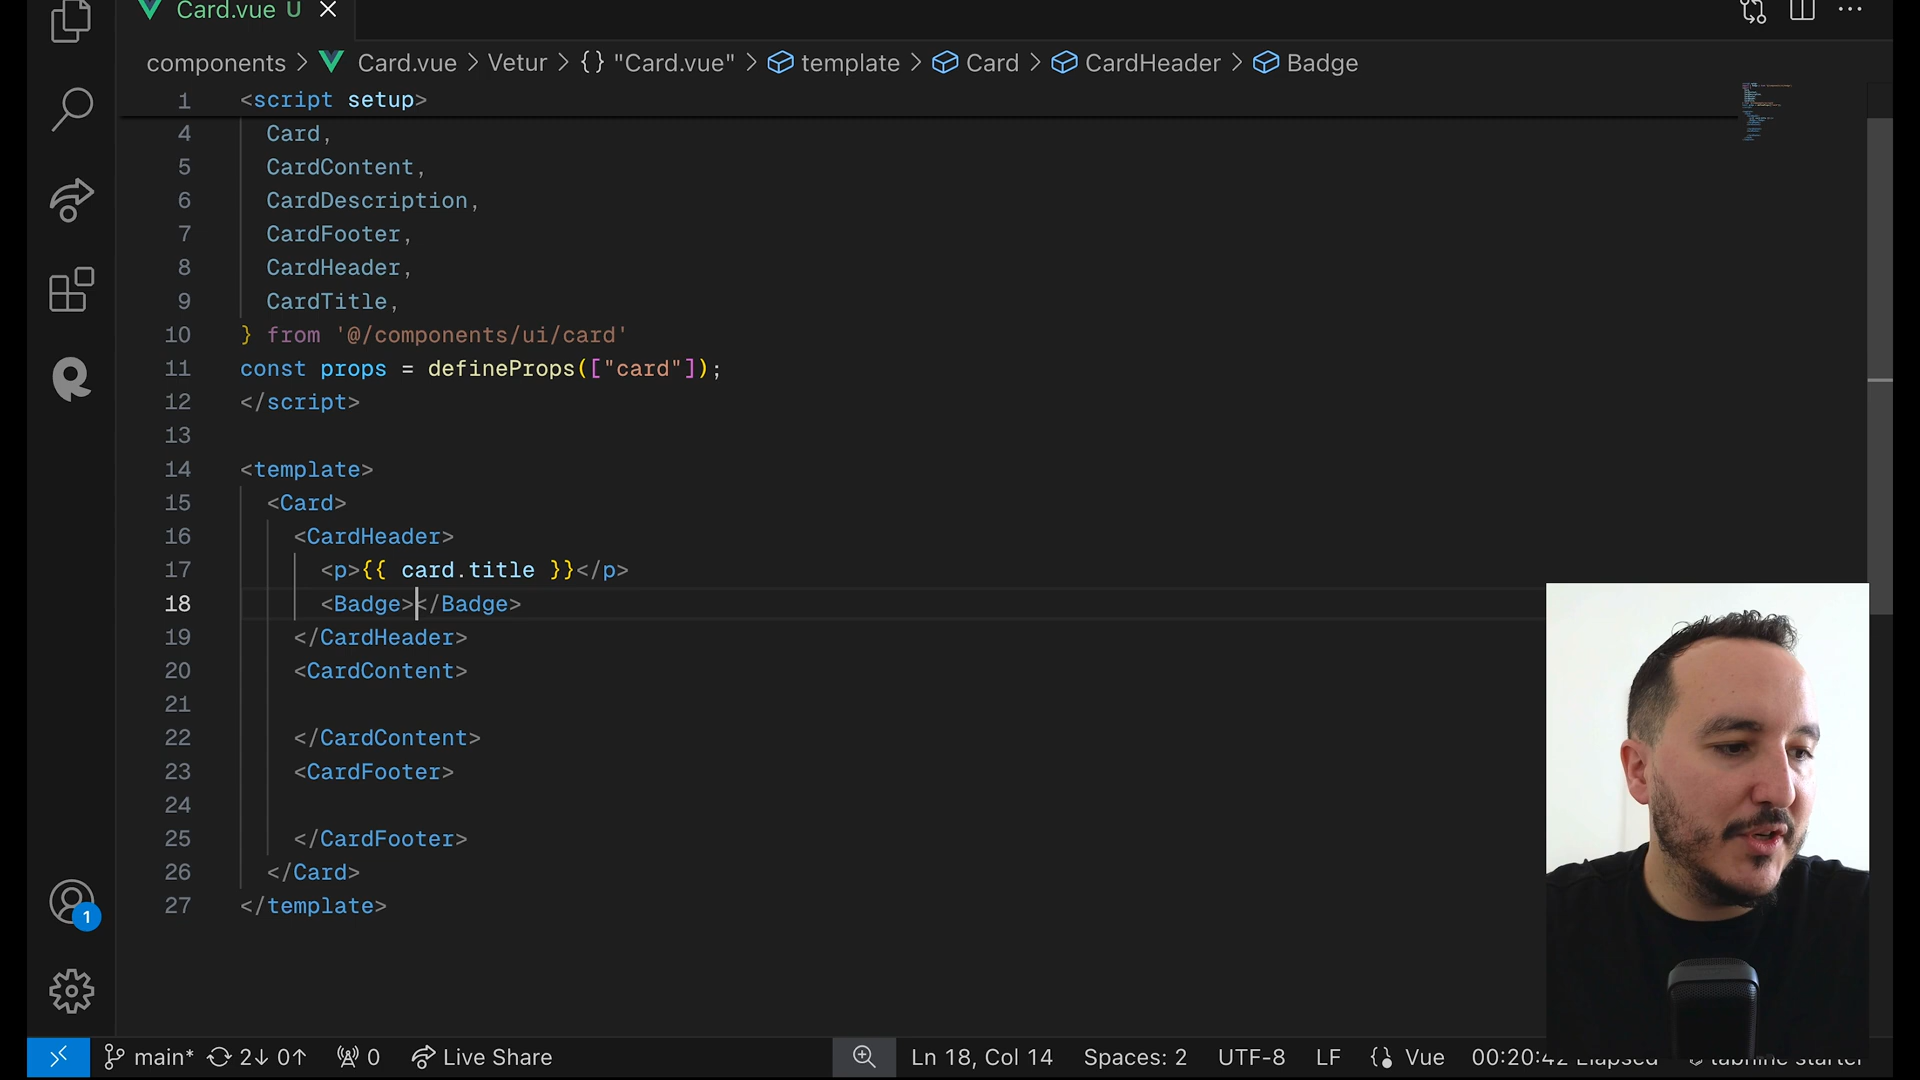 Card.vue U
components > Card.vue > Vetur > {} "Card.vue" > template > Card > CardHeader > Badge
1 <script setup>
4 Card,
5 CardContent,
6 CardDescription,
7 CardFooter,
8 CardHeader,
9 CardTitle,
10 } from '@/components/ui/card'
11 const props = defineProps(["card"]);
12 </script>
13
14 <template>
15 <Card>
16 <CardHeader>
17 <p>{{ card.title }}</p>
18 <Badge></Badge>
19 </CardHeader>
20 <CardContent>
21
22 </CardContent>
23 <CardFooter>
24
25 </CardFooter>
26 </Card>
27 </template>
1
main* 2↓ 0↑ 0 Live Share Ln 18, Col 14 Spaces: 2 UTF-8 LF Vue 00:20:42 Elapsed tabnine starter